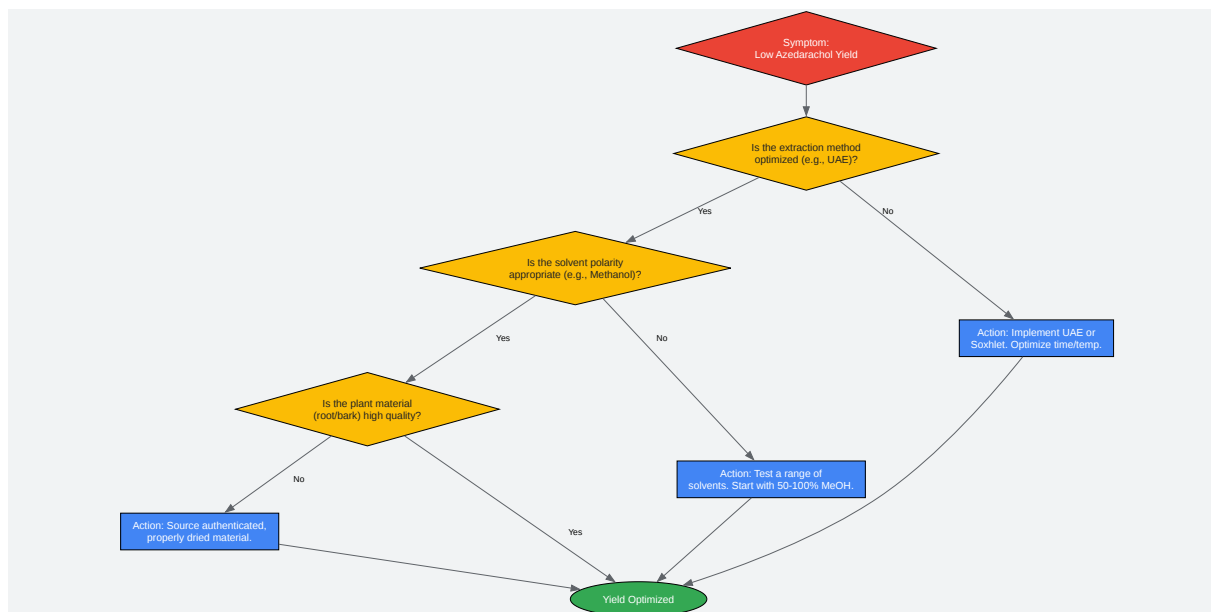 Symptom:
Low Azedarachol Yield
Is the extraction method
optimized (e.g., UAE)?
Yes
No
Is the solvent polarity
appropriate (e.g., Methanol)?
Yes
No
Action: Implement UAE or
Soxhlet. Optimize time/temp.
Is the plant material
(root/bark) high quality?
No
Yes
Action: Test a range of
solvents. Start with 50-100% MeOH.
Action: Source authenticated,
properly dried material.
Yield Optimized